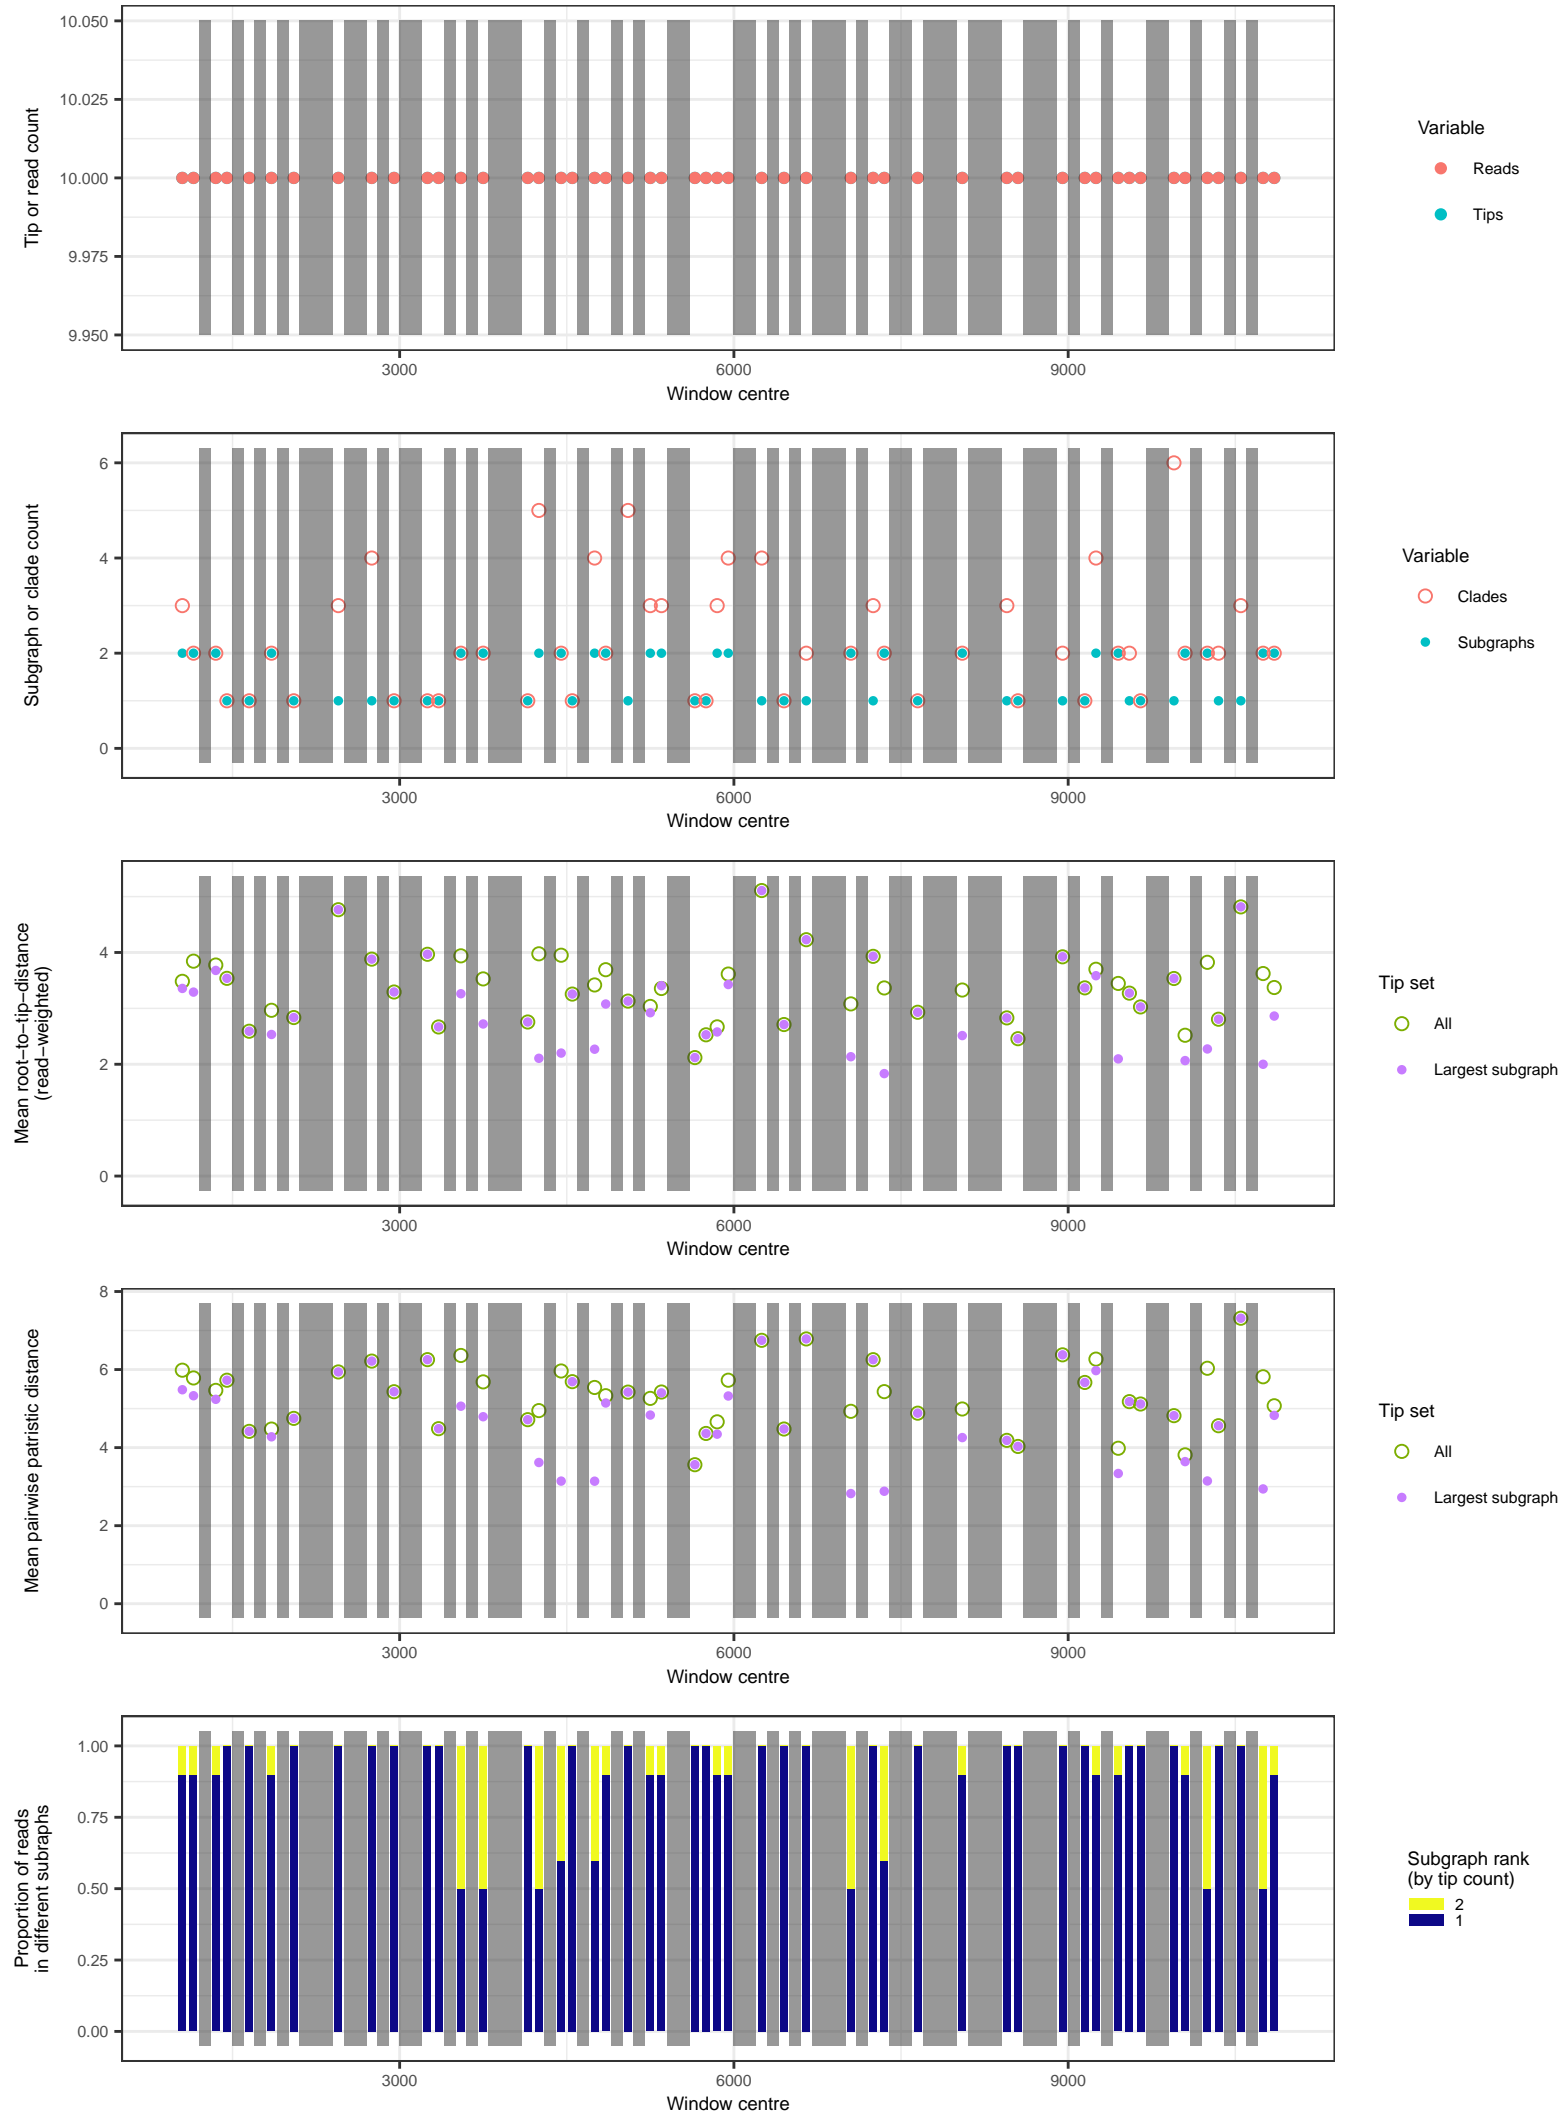 10.050
10.025
10.000
9.975
9.950
Tip or read count
3000
6000
9000
Window centre
Variable
Reads
Tips
6
4
2
0
Subgraph or clade count
3000
6000
9000
Window centre
Variable
Clades
Subgraphs
4
2
0
Mean root−to−tip−distance
(read−weighted)
3000
6000
9000
Window centre
Tip set
All
Largest subgraph
8
6
4
2
0
Mean pairwise patristic distance
3000
6000
9000
Window centre
Tip set
All
Largest subgraph
1.00
0.75
0.50
0.25
0.00
Proportion of reads
in different subraphs
3000
6000
9000
Window centre
Subgraph rank
(by tip count)
2
1